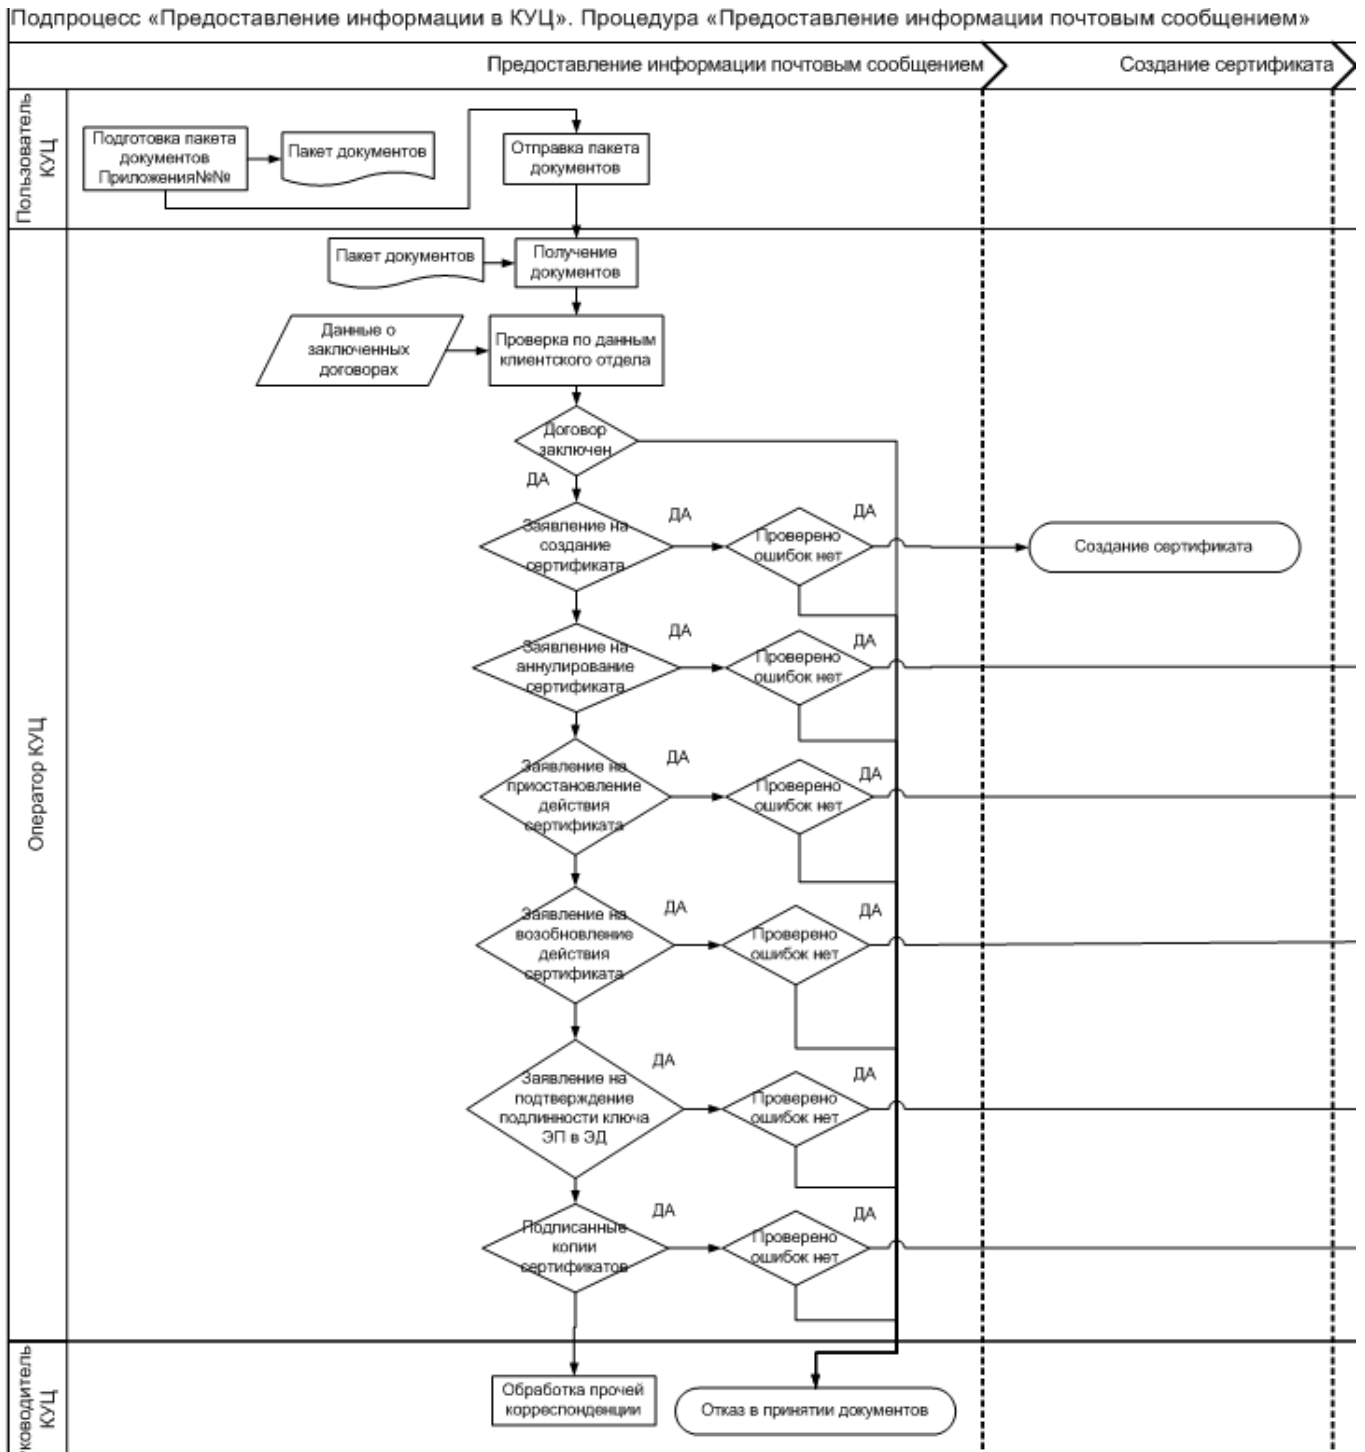 Подпроцесс «Предоставление информации в КУЦ». Процедура «Предоставление информации почтовым сообщением»
Предоставление информации почтовым сообщением
Создание сертификата
Пользователь
КУЦ
Подготовка пакета
документов
Приложения№№
Пакет документов
Отправка пакета
документов
Оператор КУЦ
Пакет документов
Получение
документов
Данные о
заключенных
договорах
Проверка по данным
клиентского отдела
Договор
заключен
ДА
Заявление на
создание
сертификата
ДА
Проверено
ошибок нет
ДА
Создание сертификата
Заявление на
аннулирование
сертификата
ДА
Проверено
ошибок нет
ДА
Заявление на
приостановление
действия
сертификата
ДА
Проверено
ошибок нет
ДА
Заявление на
возобновление
действия
сертификата
ДА
Проверено
ошибок нет
ДА
Заявление на
подтверждение
подлинности ключа
ЭП в ЭД
ДА
Проверено
ошибок нет
ДА
Подписанные
копии
сертификатов
ДА
Проверено
ошибок нет
ДА
уководитель
КУЦ
Обработка прочей
корреспонденции
Отказ в принятии документов